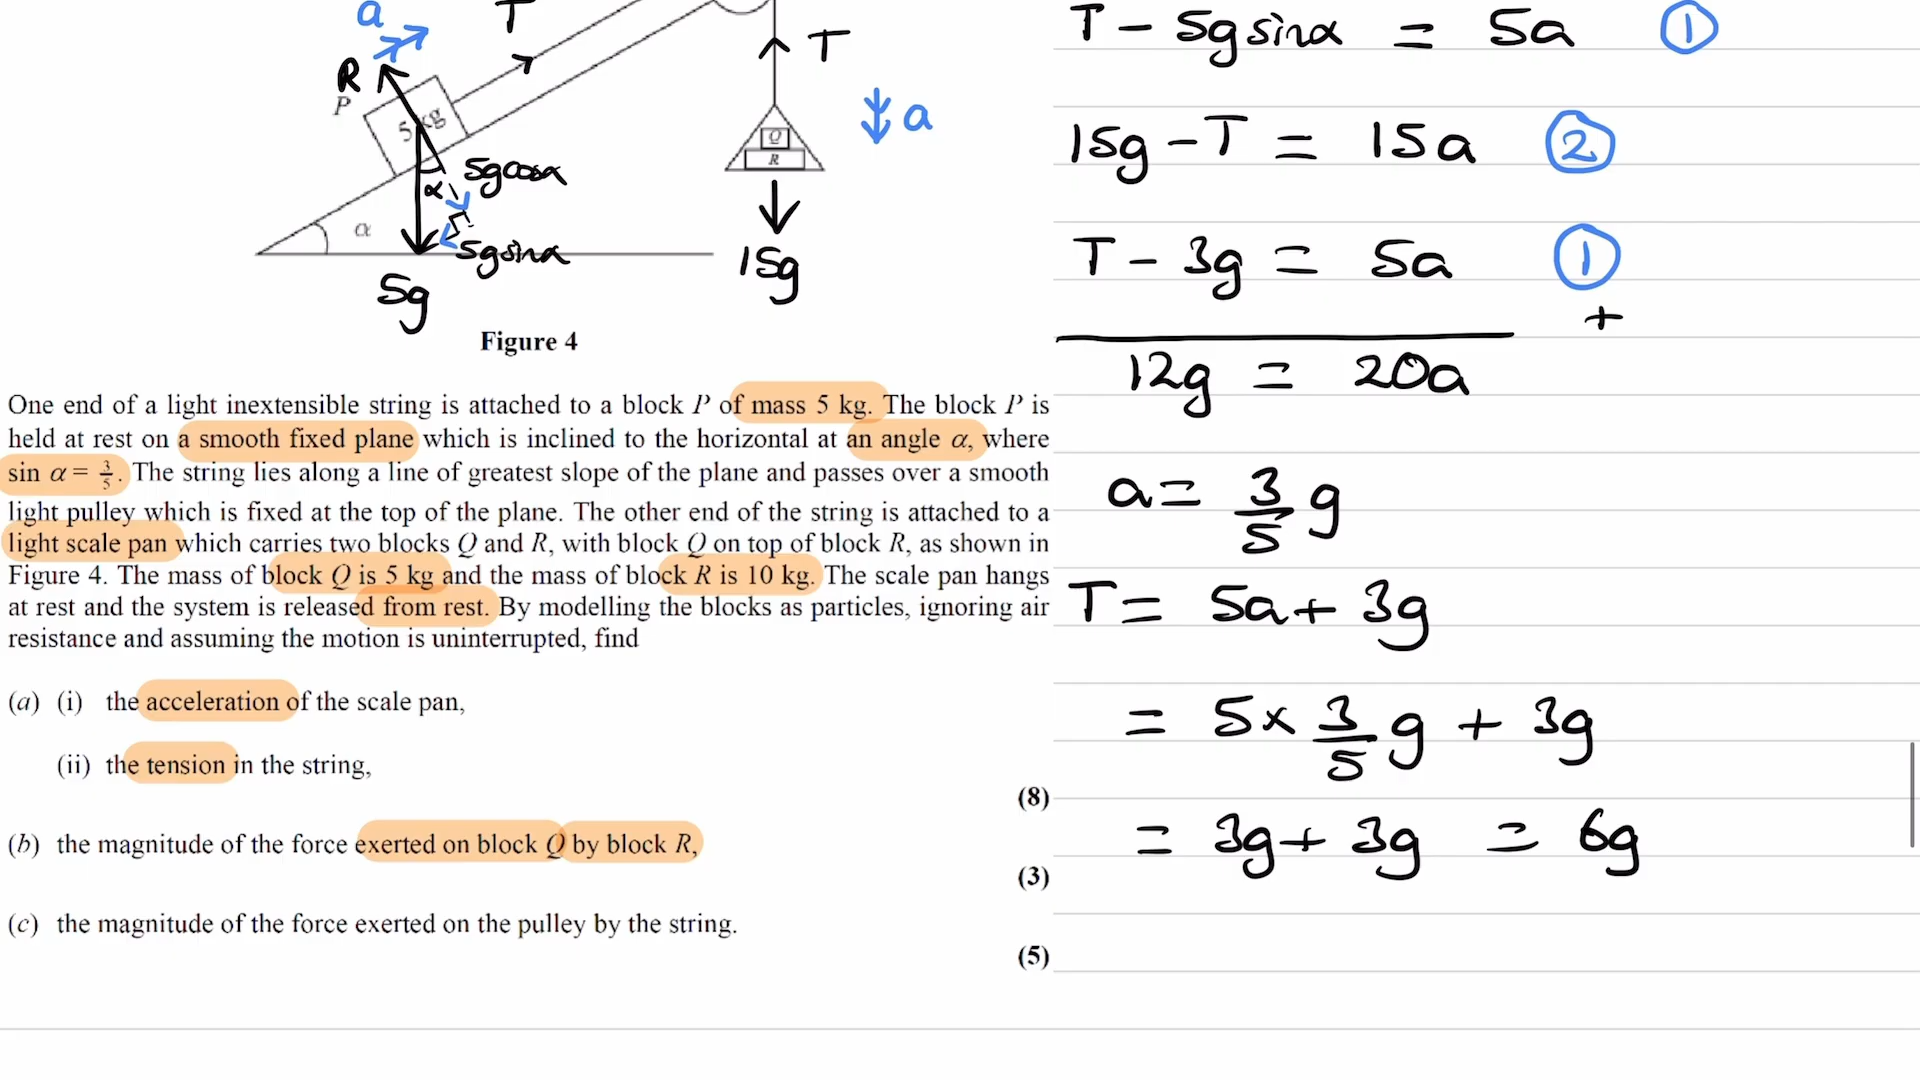 a
T
T
R
P
5 kg
a
Q
R
5gcosα
α
α
5gsinα
15g
5g
Figure 4
One end of a light inextensible string is attached to a block P of mass 5 kg. The block P is
held at rest on a smooth fixed plane which is inclined to the horizontal at an angle α, where
sin α = 3/5. The string lies along a line of greatest slope of the plane and passes over a smooth
light pulley which is fixed at the top of the plane. The other end of the string is attached to a
light scale pan which carries two blocks Q and R, with block Q on top of block R, as shown in
Figure 4. The mass of block Q is 5 kg and the mass of block R is 10 kg. The scale pan hangs
at rest and the system is released from rest. By modelling the blocks as particles, ignoring air
resistance and assuming the motion is uninterrupted, find
(a) (i) the acceleration of the scale pan,
(ii) the tension in the string,
(8)
(b) the magnitude of the force exerted on block Q by block R,
(3)
(c) the magnitude of the force exerted on the pulley by the string.
(5)
T - 5gsinα = 5a ①
15g - T = 15a ②
T - 3g = 5a ①
+
12g = 20a
a = 3/5 g
T = 5a + 3g
= 5 × 3/5 g + 3g
= 3g + 3g = 6g